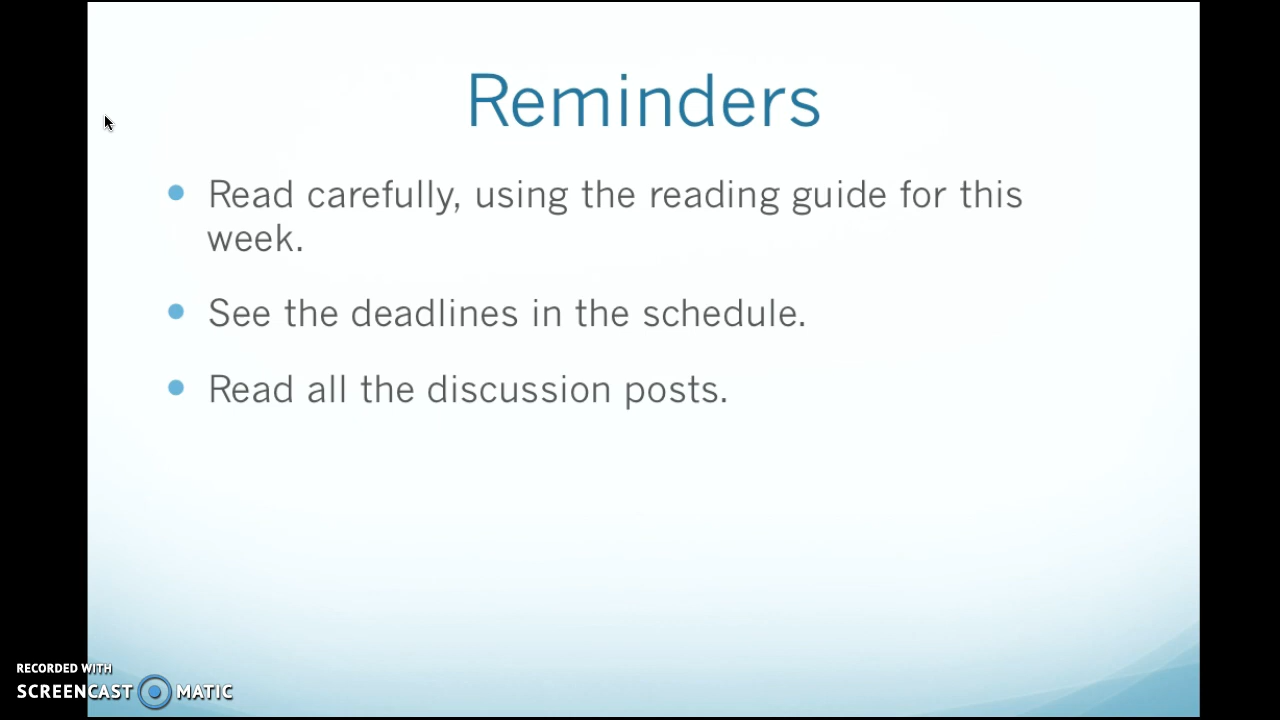 Reminders
Read carefully, using the reading guide for this
week.
See the deadlines in the schedule.
Read all the discussion posts.
RECORDED WITH
SCREENCAST MATIC